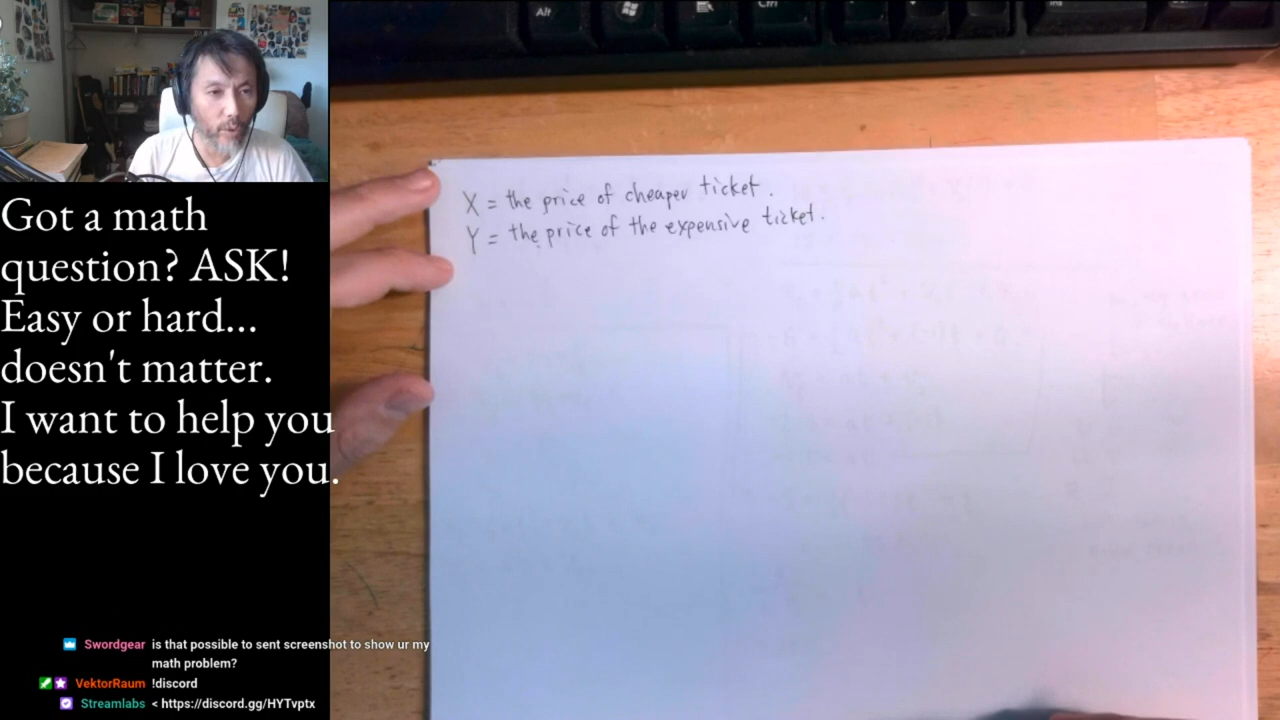 Got a math
question? ASK!
Easy or hard...
doesn't matter.
I want to help you
because I love you.
Swordgear is that possible to sent screenshot to show ur my
math problem?
VektorRaum !discord
Streamlabs < https://discord.gg/HYTvptx
Alt
Ctrl
X = the price of cheaper ticket.
Y = the price of the expensive ticket.